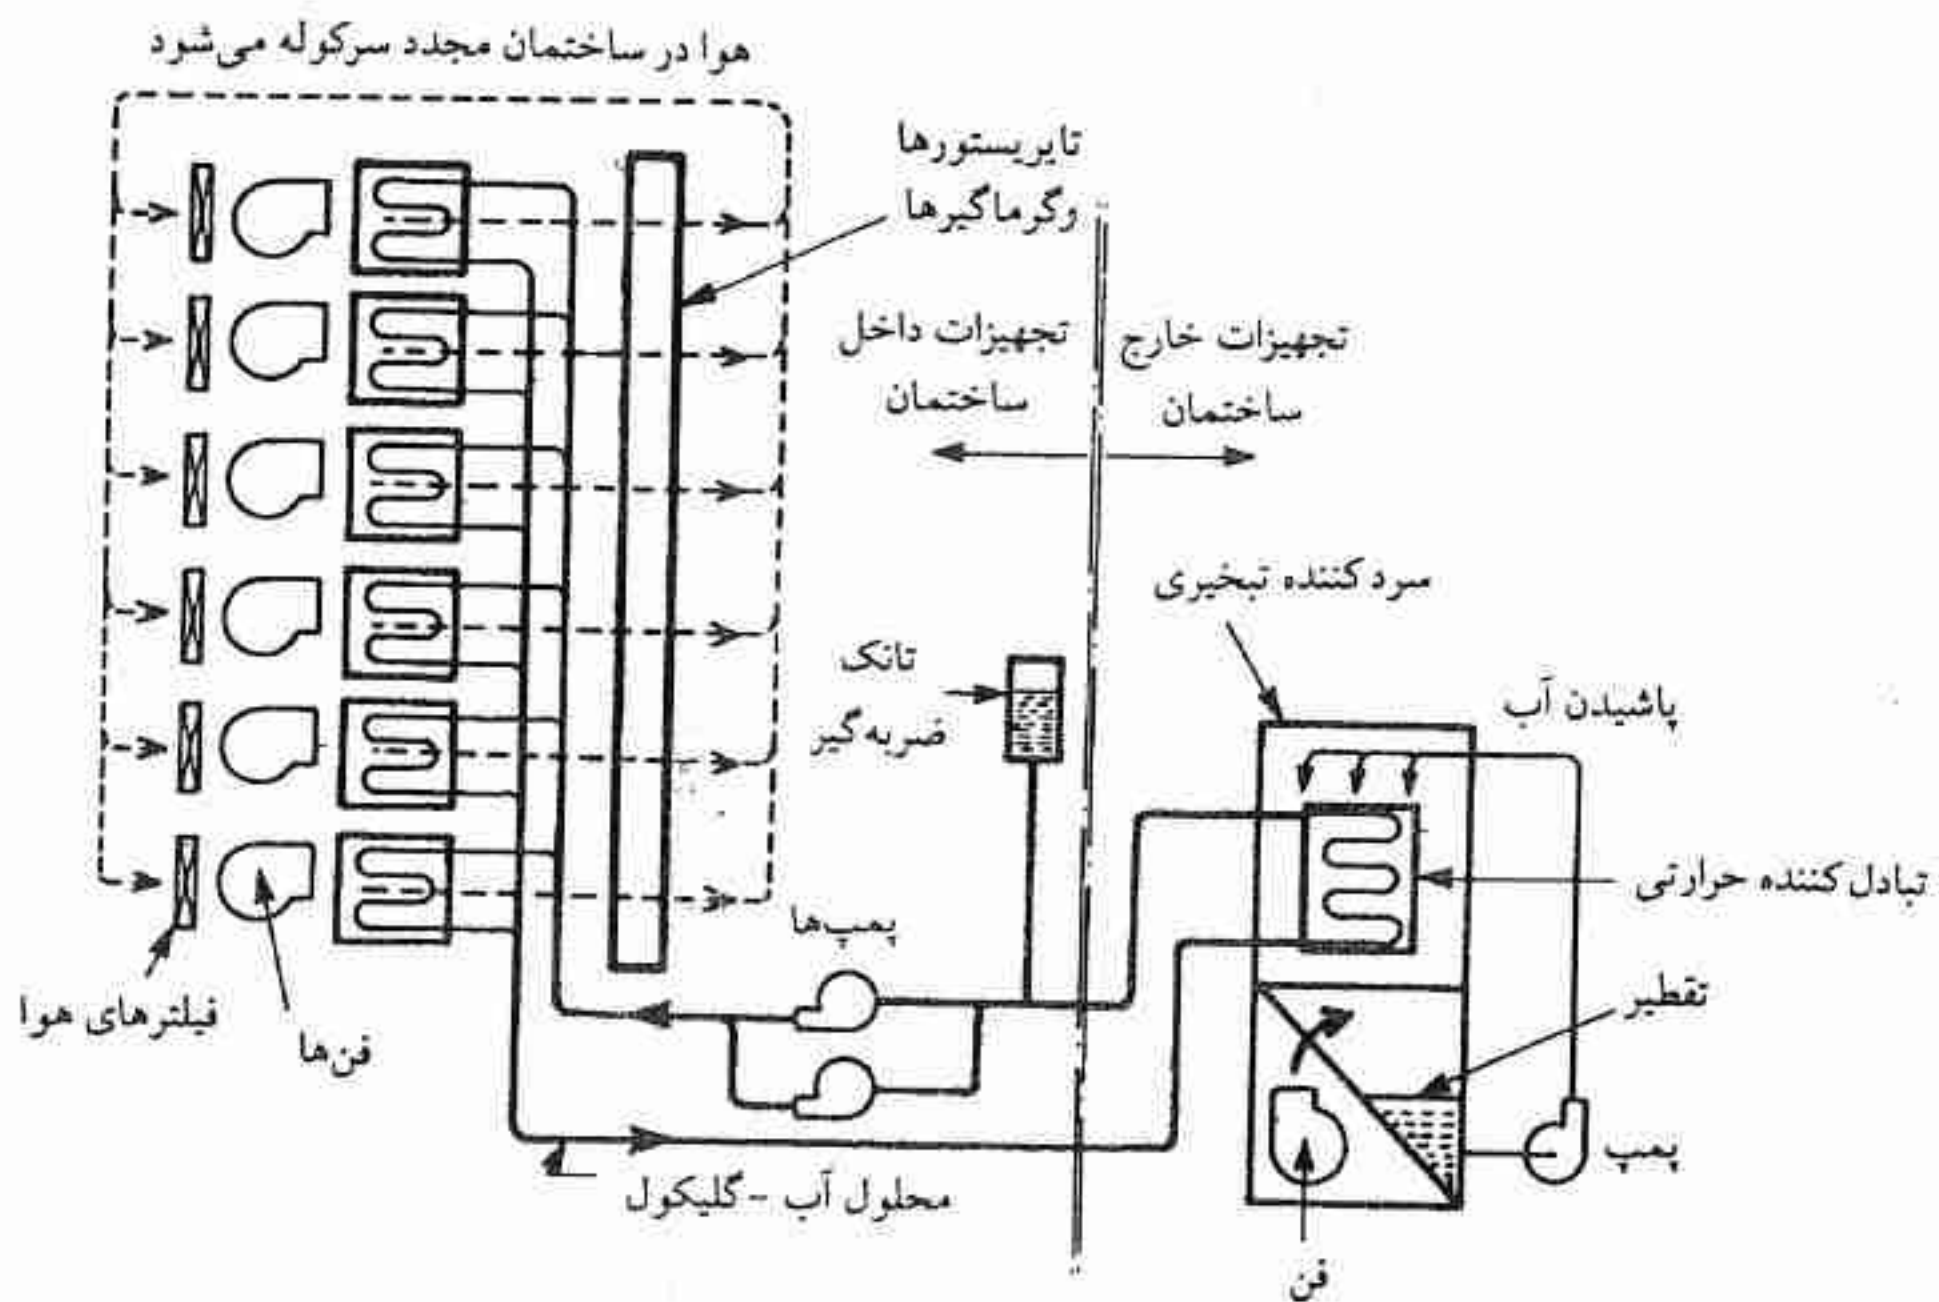 هوا در ساختمان مجدد سرکوله می‌شود
تایریستورها
وگرماگیرها
تجهیزات داخل
ساختمان
تجهیزات خارج
ساختمان
سرد کننده تبخیری
تانک
ضربه‌گیر
پاشیدن آب
تبادل کننده حرارتی
پمپ‌ها
تقطیر
فیلترهای هوا
فن‌ها
پمپ
محلول آب - گلیکول
فن